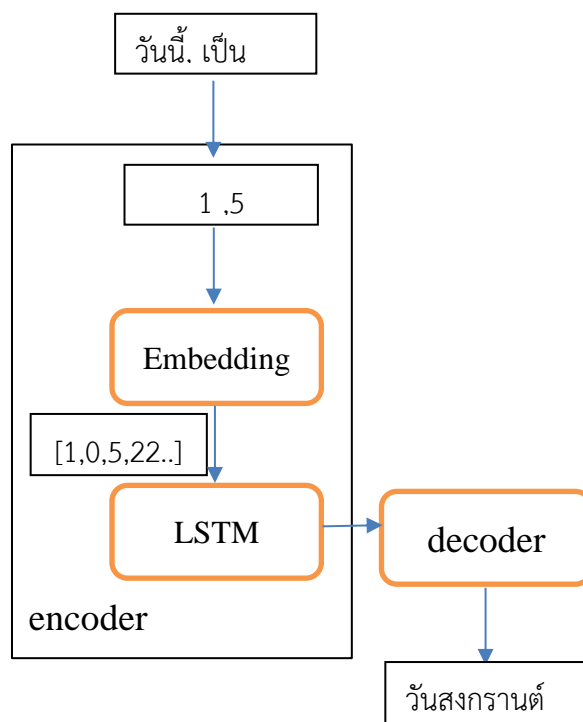 วันนี้, เป็น
1 ,5
Embedding
[1,0,5,22..]
LSTM
decoder
encoder
วันสงกรานต์